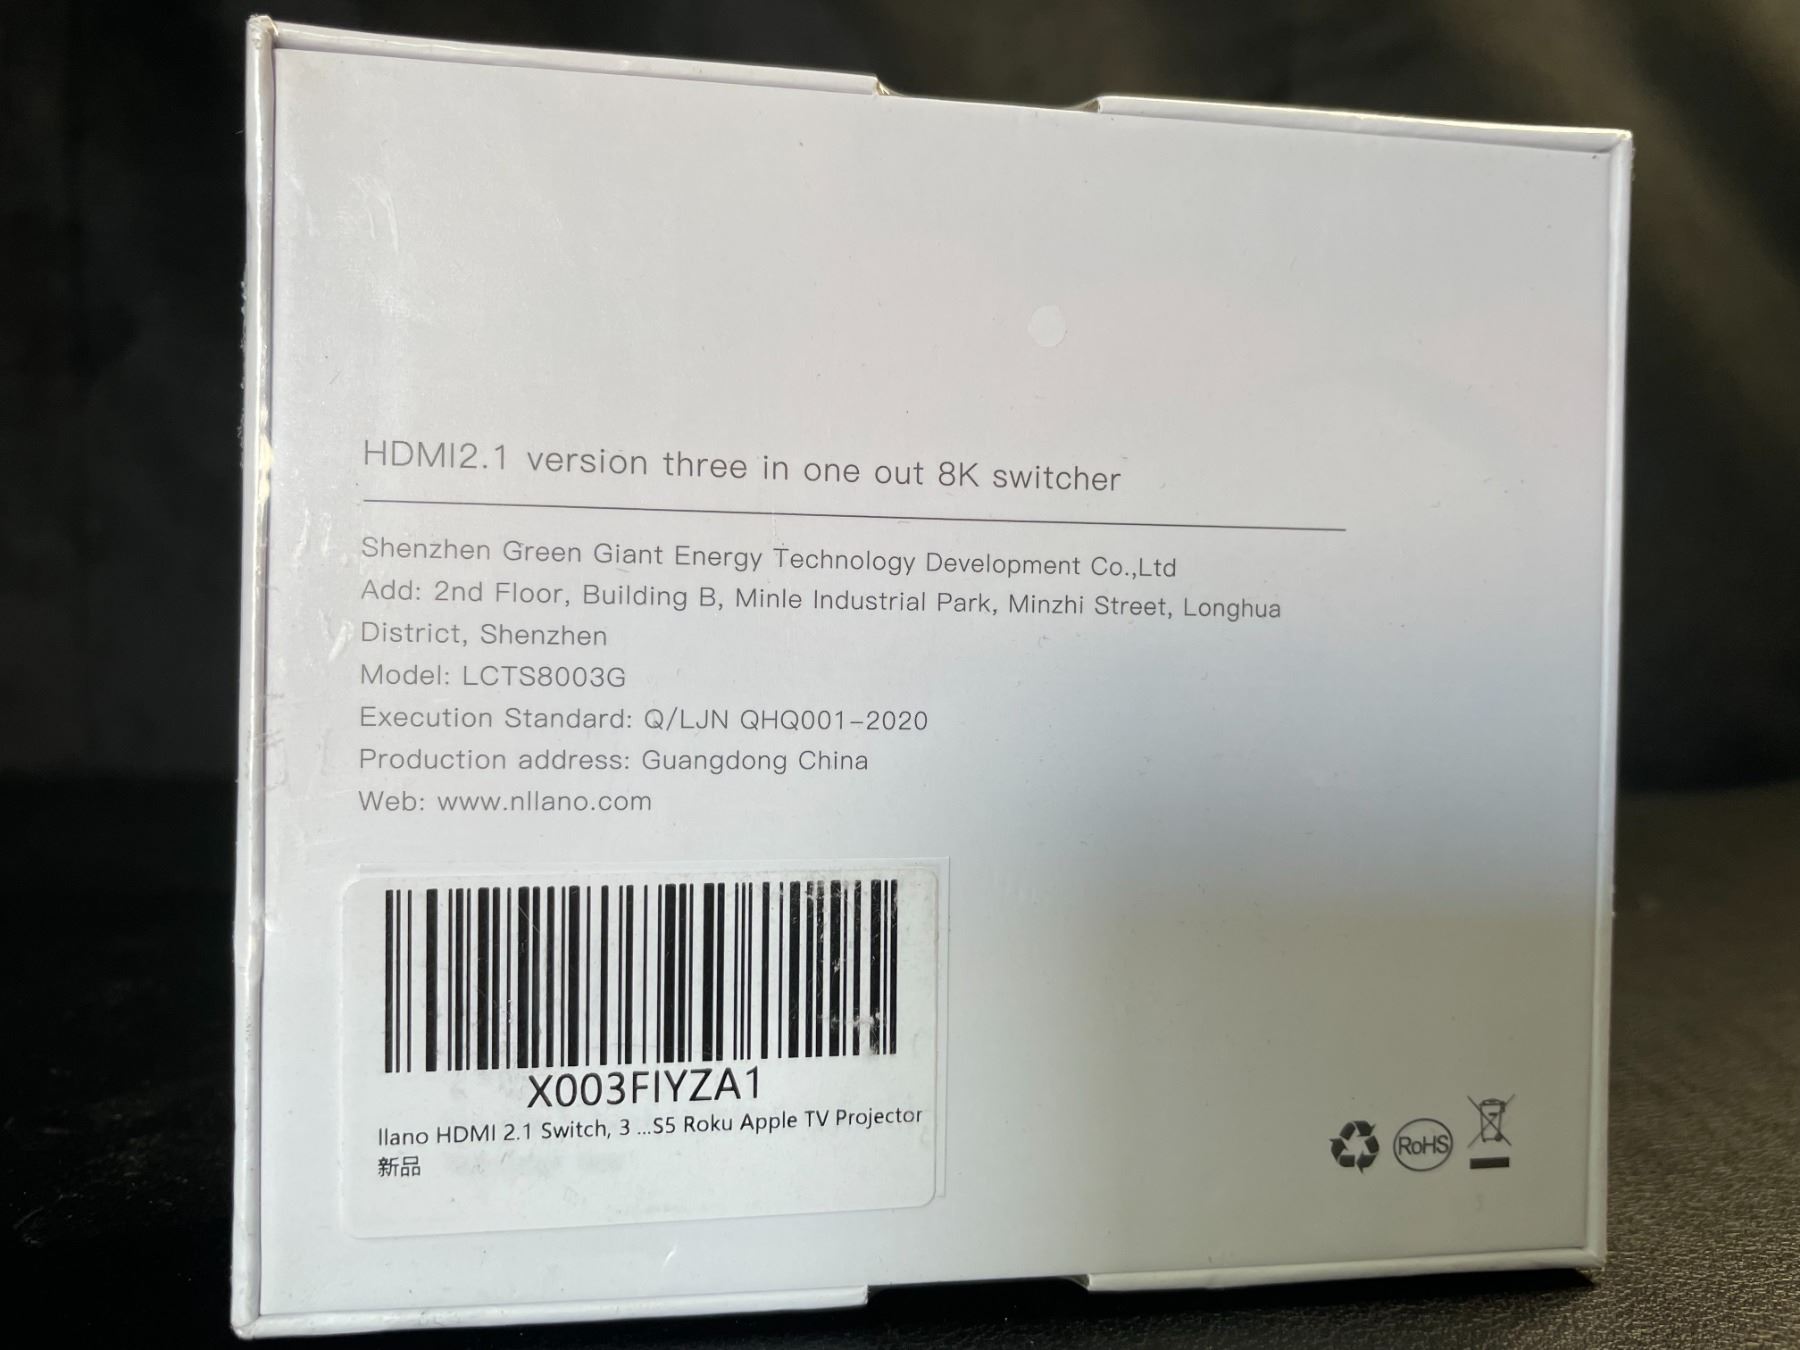 HDMI2.1 version three in one out 8K switcher
Shenzhen Green Giant Energy Technology Development Co.,Ltd
Add: 2nd Floor, Building B, Minle Industrial Park, Minzhi Street, Longhua
District, Shenzhen
Model: LCTS8003G
Execution Standard: Q/LJN QHQ001-2020
Production address: Guangdong China
Web: www.nllano.com
X003FIYZA1
llano HDMI 2.1 Switch, 3 ...S5 Roku Apple TV Projector
新品
RoHS